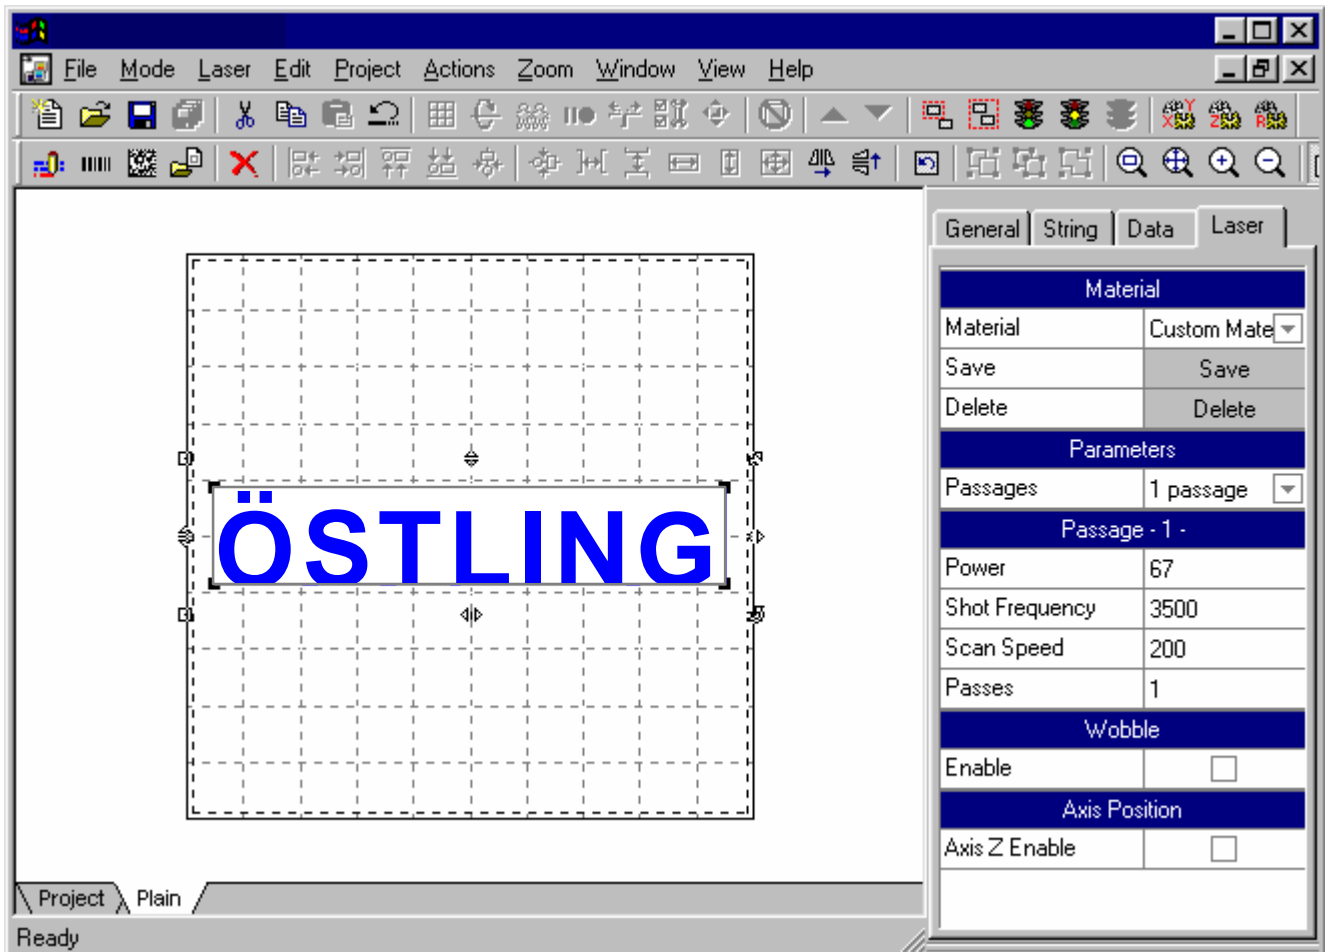 File Mode Laser Edit Project Actions Zoom Window View Help
General String Data Laser
Material
Material Custom Mate
Save Save
Delete Delete
Parameters
Passages 1 passage
Passage - 1 -
Power 67
Shot Frequency 3500
Scan Speed 200
Passes 1
Wobble
Enable
Axis Position
Axis Z Enable
ÖSTLING
Project Plain
Ready